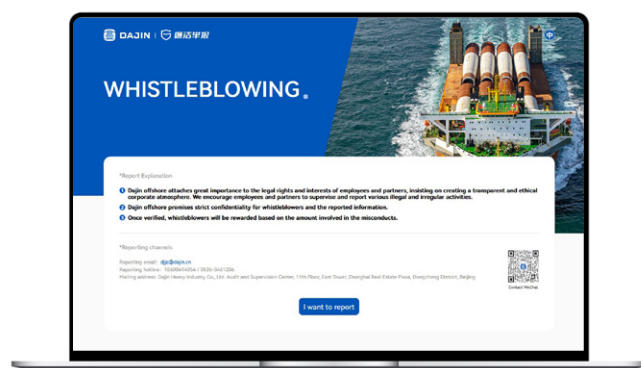 DAJIN 廉洁举报
中
WHISTLEBLOWING.
*Report Explanation
1 Dajin offshore attaches great importance to the legal rights and interests of employees and partners, insisting on creating a transparent and ethical
corporate atmosphere. We encourage employees and partners to supervise and report various illegal and irregular activities.
2 Dajin offshore promises strict confidentiality for whistleblowers and the reported information.
3 Once verified, whistleblowers will be rewarded based on the amount involved in the misconducts.
*Reporting channels
Reporting email:
Reporting hotline:
Mailing address: Dajin Heavy Industry Co., Ltd. Audit and Supervision Center, 11th Floor, East Tower, Real Estate Plaza, Dongcheng District, Beijing
Contact WeChat
I want to report